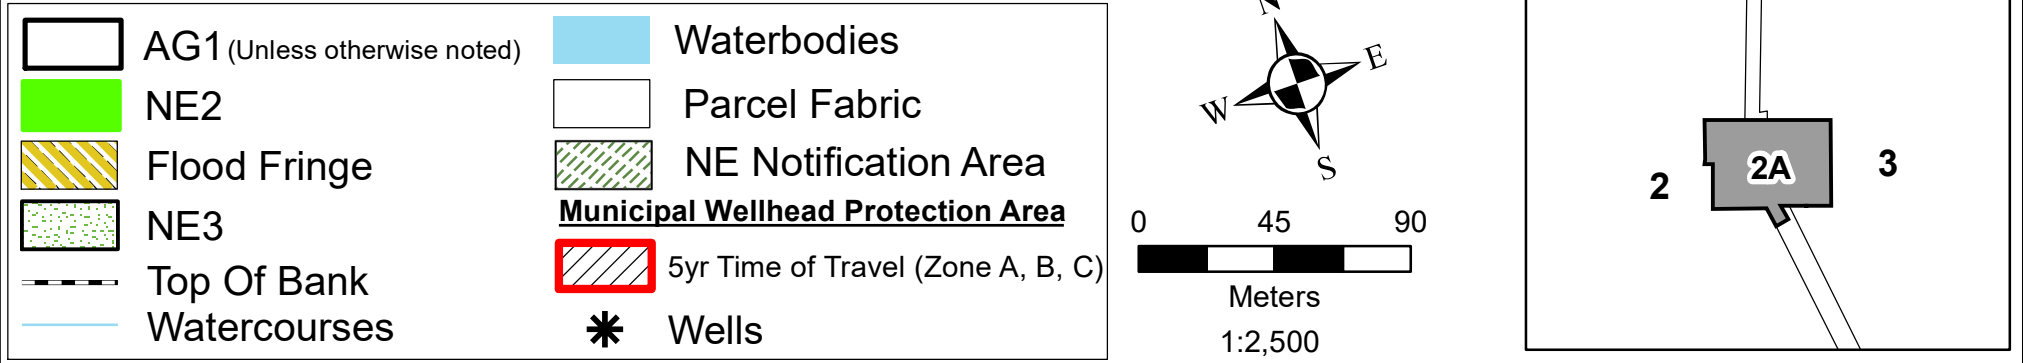 AG1 (Unless otherwise noted)
NE2
Flood Fringe
NE3
Top Of Bank
Watercourses
Waterbodies
Parcel Fabric
NE Notification Area
Municipal Wellhead Protection Area
5yr Time of Travel (Zone A, B, C)
Wells
N
E
W
S
0 45 90
Meters
1:2,500
2 2A 3